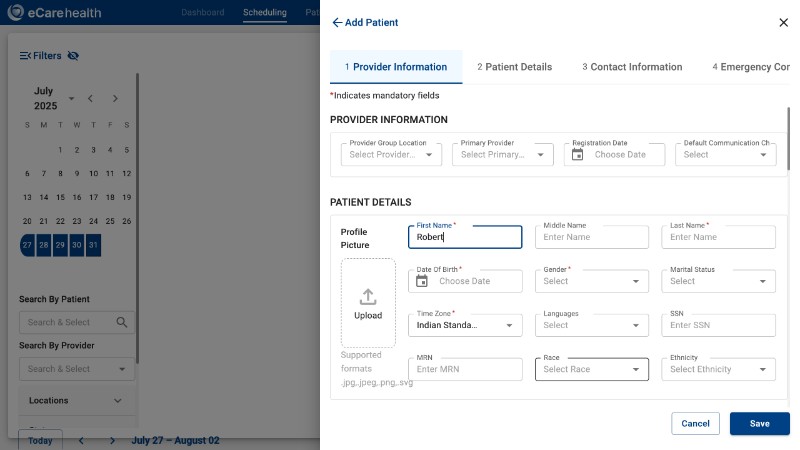 eCarehealth
Dashboard
Scheduling
Filters
July
2025
S M T W T F S
1 2 3 4 5
6 7 8 9 10 11 12
13 14 15 16 17 18 19
20 21 22 23 24 25 26
27 28 29 30 31
Search By Patient
Search & Select
Search By Provider
Search & Select
Locations
Today
July 27 – August 02
Add Patient
1 Provider Information
2 Patient Details
3 Contact Information
4 Emergency Cor
*Indicates mandatory fields
PROVIDER INFORMATION
Provider Group Location
Select Provider...
Primary Provider
Select Primary...
Registration Date
Choose Date
Default Communication Ch
Select
PATIENT DETAILS
Profile
Picture
Upload
Supported
formats
.jpg,.jpeg,.png,.svg
First Name *
Robert
Middle Name
Enter Name
Last Name *
Enter Name
Date Of Birth *
Choose Date
Gender *
Select
Marital Status
Select
Time Zone *
Indian Standa...
Languages
Select
SSN
Enter SSN
MRN
Enter MRN
Race
Select Race
Ethnicity
Select Ethnicity
Cancel
Save